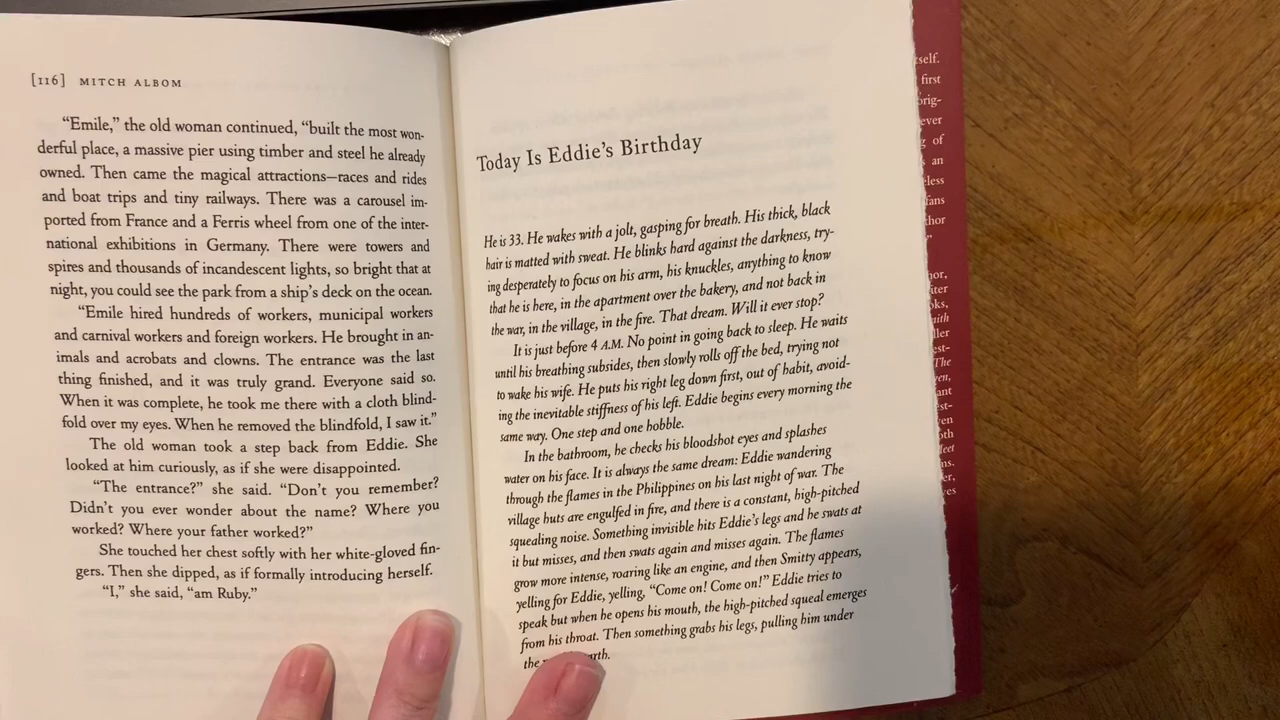 [116] MITCH ALBOM
“Emile,” the old woman continued, “built the most won-
derful place, a massive pier using timber and steel he already
owned. Then came the magical attractions—races and rides
and boat trips and tiny railways. There was a carousel im-
ported from France and a Ferris wheel from one of the inter-
national exhibitions in Germany. There were towers and
spires and thousands of incandescent lights, so bright that at
night, you could see the park from a ship’s deck on the ocean.
“Emile hired hundreds of workers, municipal workers
and carnival workers and foreign workers. He brought in an-
imals and acrobats and clowns. The entrance was the last
thing finished, and it was truly grand. Everyone said so.
When it was complete, he took me there with a cloth blind-
fold over my eyes. When he removed the blindfold, I saw it.”
The old woman took a step back from Eddie. She
looked at him curiously, as if she were disappointed.
“The entrance?” she said. “Don’t you remember?
Didn’t you ever wonder about the name? Where you
worked? Where your father worked?”
She touched her chest softly with her white-gloved fin-
gers. Then she dipped, as if formally introducing herself.
“I,” she said, “am Ruby.”
Today Is Eddie’s Birthday
He is 33. He wakes with a jolt, gasping for breath. His thick, black
hair is matted with sweat. He blinks hard against the darkness, try-
ing desperately to focus on his arm, his knuckles, anything to know
that he is here, in the apartment over the bakery, and not back in
the war, in the village, in the fire. That dream. Will it ever stop?
It is just before 4 A.M. No point in going back to sleep. He waits
until his breathing subsides, then slowly rolls off the bed, trying not
to wake his wife. He puts his right leg down first, out of habit, avoid-
ing the inevitable stiffness of his left. Eddie begins every morning the
same way. One step and one hobble.
In the bathroom, he checks his bloodshot eyes and splashes
water on his face. It is always the same dream: Eddie wandering
through the flames in the Philippines on his last night of war. The
village huts are engulfed in fire, and there is a constant, high-pitched
squealing noise. Something invisible hits Eddie’s legs and he swats at
it but misses, and then swats again and misses again. The flames
grow more intense, roaring like an engine, and then Smitty appears,
yelling for Eddie, yelling, “Come on! Come on!” Eddie tries to
speak but when he opens his mouth, the high-pitched squeal emerges
from his throat. Then something grabs his legs, pulling him under
the
first
of
an
fans
The